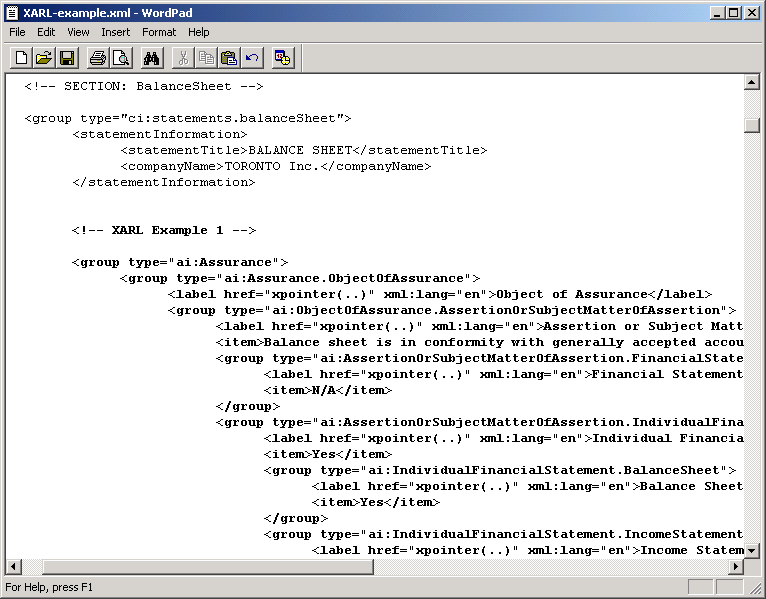 XARL-example.xml - WordPad
File Edit View Insert Format Help
<!-- SECTION: BalanceSheet -->
<group type="ci:statements.balanceSheet">
<statementInformation>
<statementTitle>BALANCE SHEET</statementTitle>
<companyName>TORONTO Inc.</companyName>
</statementInformation>
<!-- XARL Example 1 -->
<group type="ai:Assurance">
<group type="ai:Assurance.ObjectOfAssurance">
<label href="xpointer(..)" xml:lang="en">Object of Assurance</label>
<group type="ai:ObjectOfAssurance.AssertionOrSubjectMatterOfAssertion">
<label href="xpointer(..)" xml:lang="en">Assertion or Subject Matt
<item>Balance sheet is in conformity with generally accepted accou
<group type="ai:AssertionOrSubjectMatterOfAssertion.FinancialState
<label href="xpointer(..)" xml:lang="en">Financial Statement
<item>N/A</item>
</group>
<group type="ai:AssertionOrSubjectMatterOfAssertion.IndividualFina
<label href="xpointer(..)" xml:lang="en">Individual Financia
<item>Yes</item>
<group type="ai:IndividualFinancialStatement.BalanceSheet">
<label href="xpointer(..)" xml:lang="en">Balance Sheet
<item>Yes</item>
</group>
<group type="ai:IndividualFinancialStatement.IncomeStatement
<label href="xpointer(..)" xml:lang="en">Income Statem
For Help, press F1